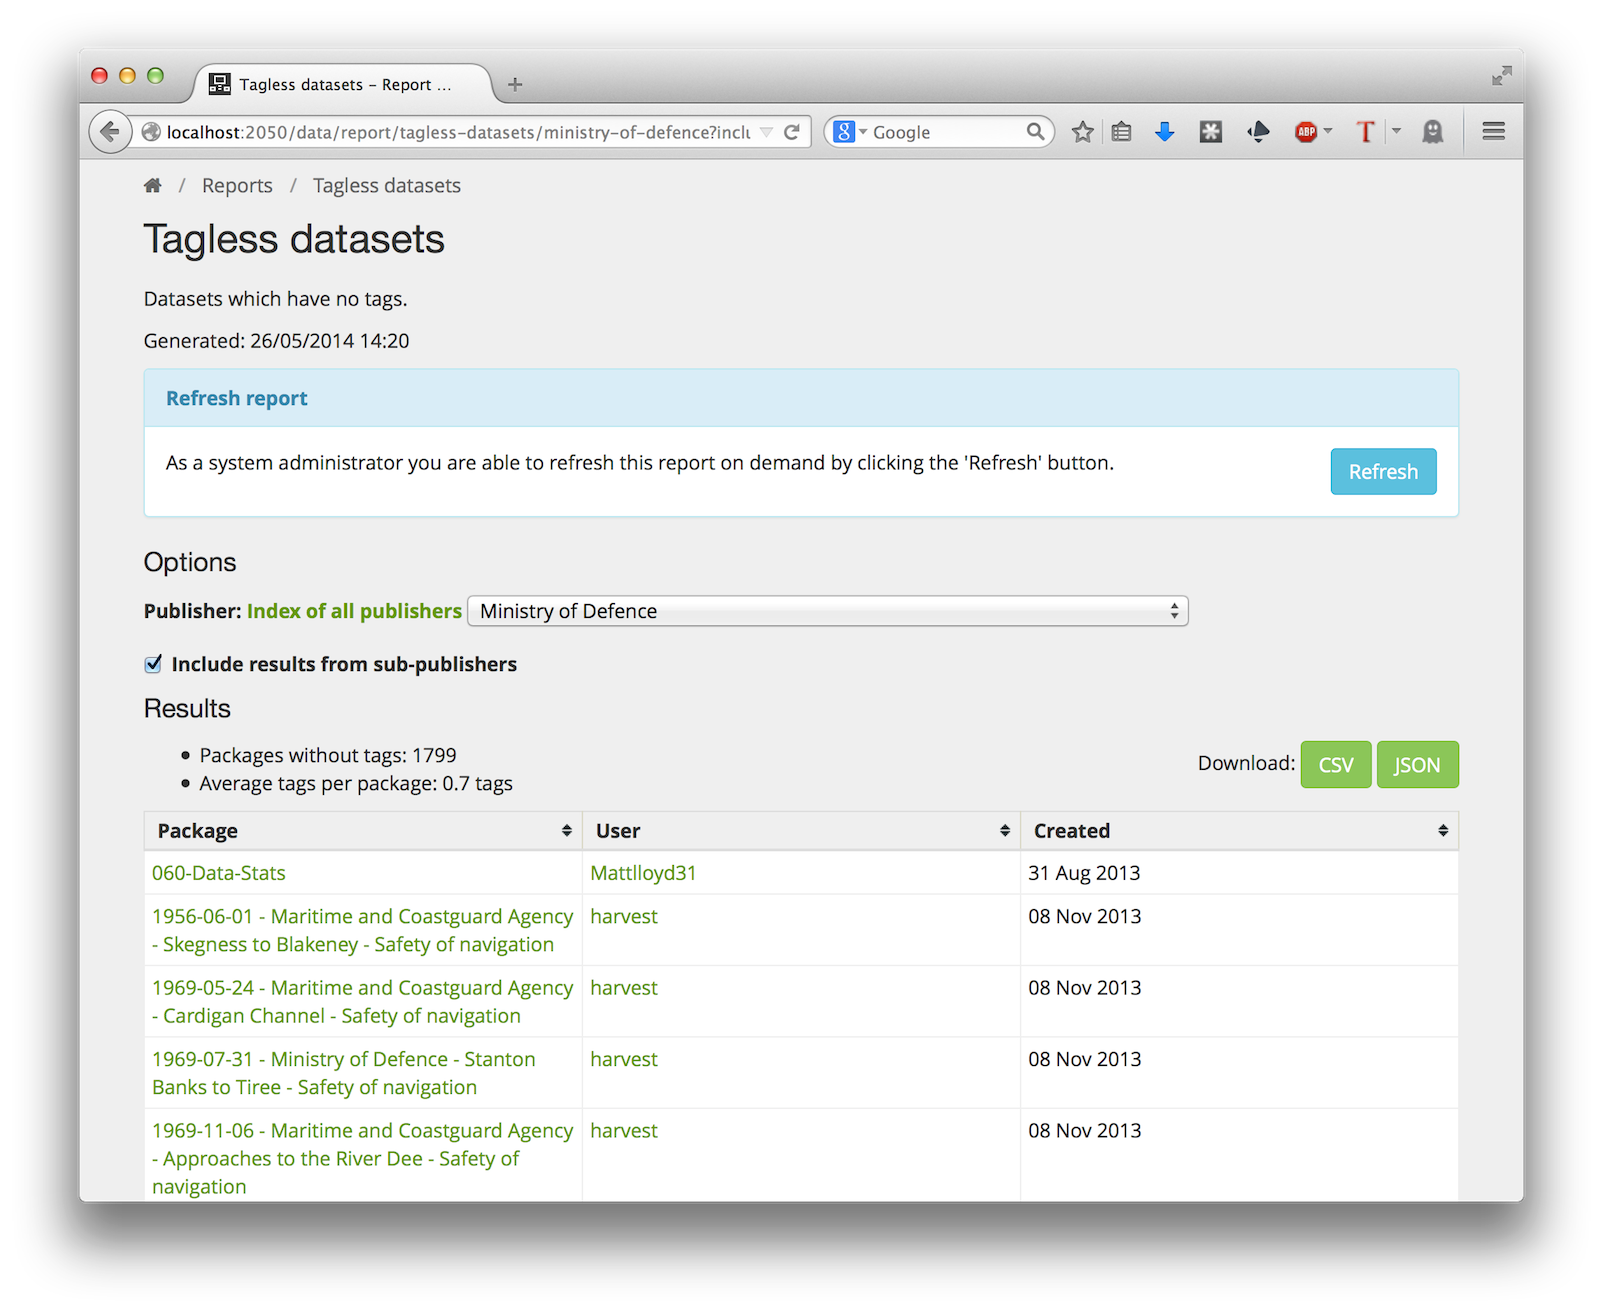 Tagless datasets – Report ...
localhost:2050/data/report/tagless-datasets/ministry-of-defence?inclu
8 Google
ABP
T
/ Reports / Tagless datasets
Tagless datasets
Datasets which have no tags.
Generated: 26/05/2014 14:20
Refresh report
As a system administrator you are able to refresh this report on demand by clicking the 'Refresh' button.
Refresh
Options
Publisher: Index of all publishers Ministry of Defence
Include results from sub-publishers
Results
• Packages without tags: 1799
• Average tags per package: 0.7 tags
Download: CSV JSON
Package User Created
060-Data-Stats Mattlloyd31 31 Aug 2013
1956-06-01 - Maritime and Coastguard Agency harvest 08 Nov 2013
- Skegness to Blakeney - Safety of navigation
1969-05-24 - Maritime and Coastguard Agency harvest 08 Nov 2013
- Cardigan Channel - Safety of navigation
1969-07-31 - Ministry of Defence - Stanton harvest 08 Nov 2013
Banks to Tiree - Safety of navigation
1969-11-06 - Maritime and Coastguard Agency harvest 08 Nov 2013
- Approaches to the River Dee - Safety of
navigation